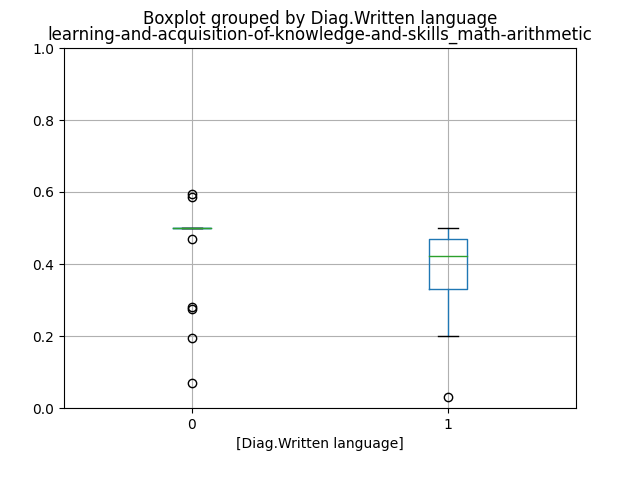 Boxplot grouped by Diag.Written language
learning-and-acquisition-of-knowledge-and-skills_math-arithmetic
1.0
0.8
0.6
0.4
0.2
0.0
0 1
[Diag.Written language]